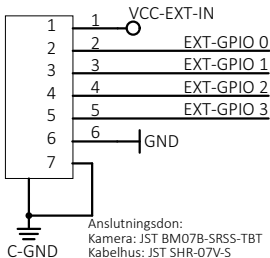 VCC-EXT-IN
1 1
2 2 EXT-GPIO 0
3 3 EXT-GPIO 1
4 4 EXT-GPIO 2
5 5 EXT-GPIO 3
6 6 GND
7
C-GND
Anslutningsdon:
Kamera: JST BM07B-SRSS-TBT
Kabelhus: JST SHR-07V-S